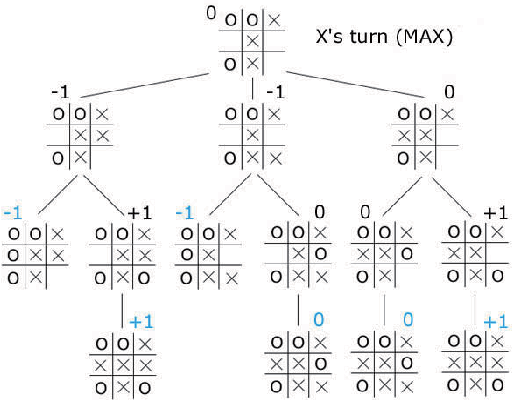 0
O O ×
×
O ×
X's turn (MAX)
-1 -1 0
O O × O O × O O ×
× × × × ×
O × O × × O ×
-1 +1 -1 0 0 +1
O O × O O × O O × O O × O O × O O ×
O × × × × O × × O × × O × ×
O × O × O O × × O × × O × O × O
+1 0 0 +1
O O × O O × O O × O O ×
× × × × × O × × O × × ×
O × O O × × O × × O × O